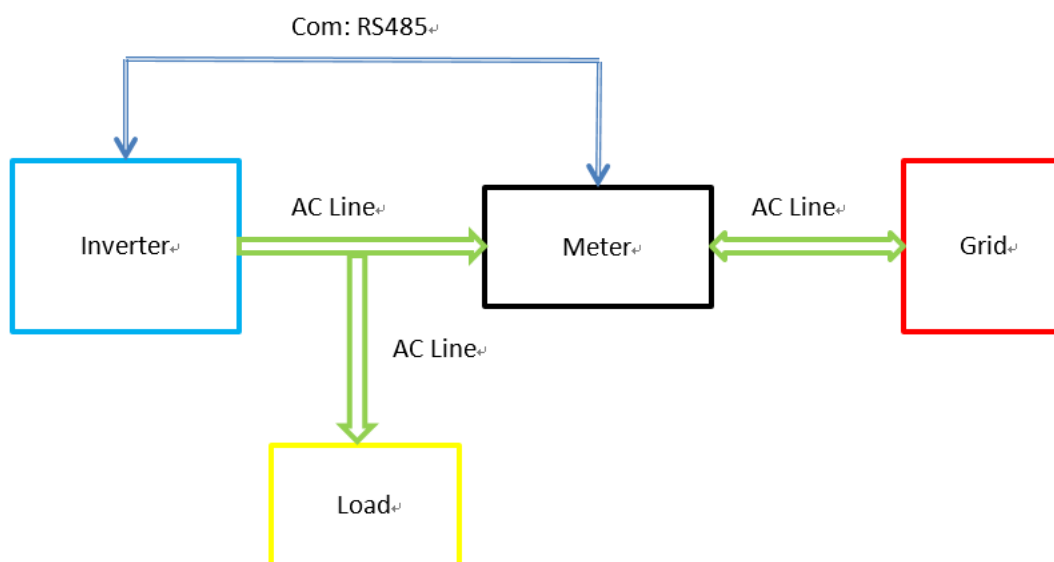 Com: RS485
AC Line
AC Line
Inverter
Meter
Grid
AC Line
Load